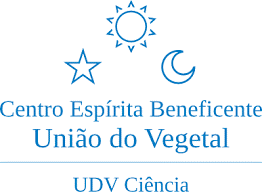 Centro Espírita Beneficente
União do Vegetal
UDV Ciência